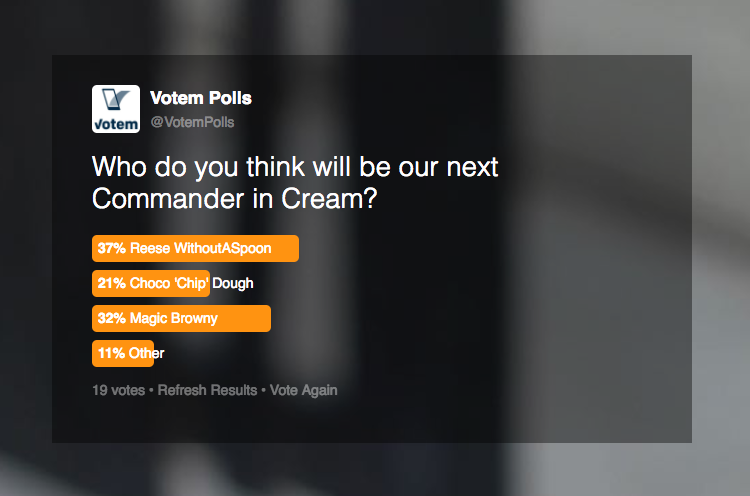 Votem
Votem Polls
@VotemPolls
Who do you think will be our next
Commander in Cream?
37% Reese WithoutASpoon
21% Choco 'Chip' Dough
32% Magic Browny
11% Other
19 votes • Refresh Results • Vote Again